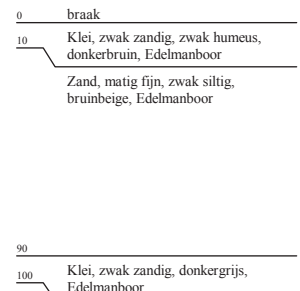 0 braak
10 Klei, zwak zandig, zwak humeus,
donkerbruin, Edelmanboor
Zand, matig fijn, zwak siltig,
bruinbeige, Edelmanboor
90
100 Klei, zwak zandig, donkergrijs,
Edelmanboor